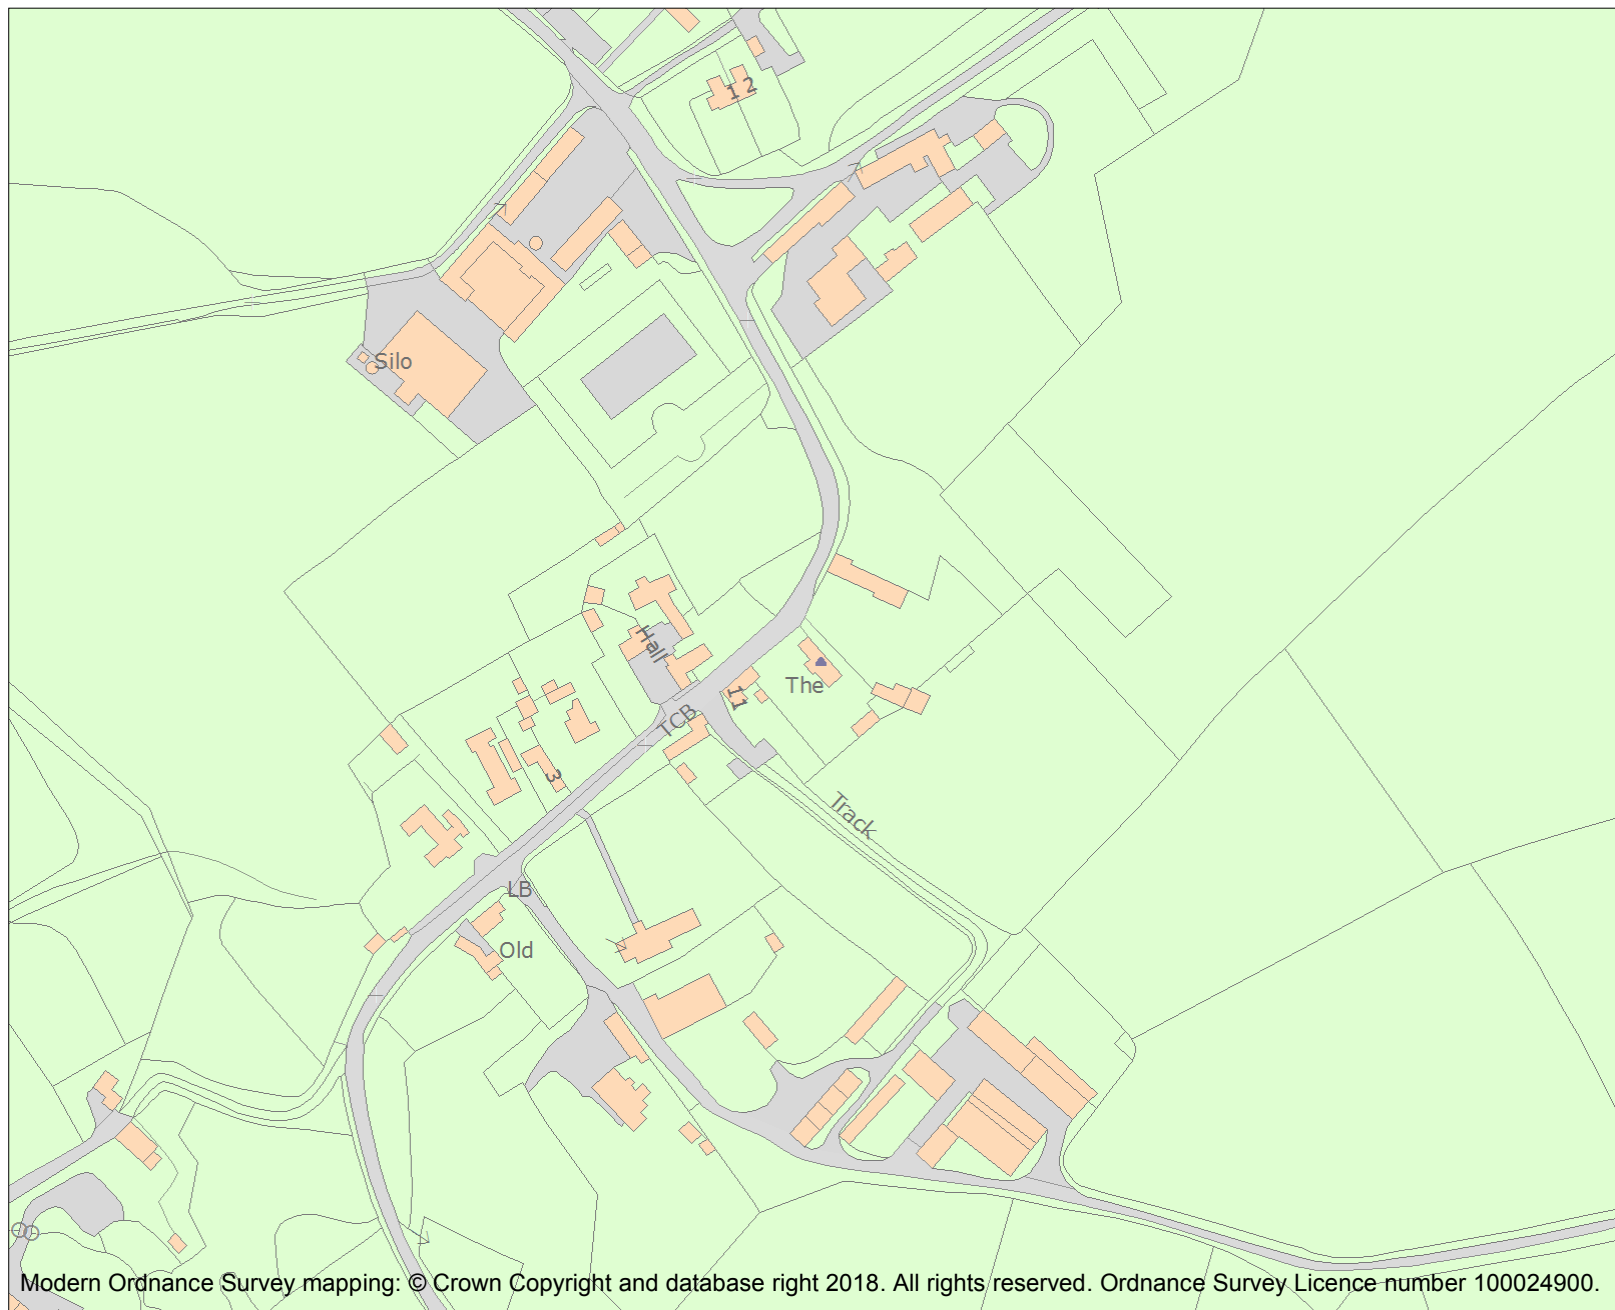 1 2
Silo
Hall
The
11
TCB
3
Track
LB
Old
Modern Ordnance Survey mapping: © Crown Copyright and database right 2018. All rights reserved. Ordnance Survey Licence number 100024900.